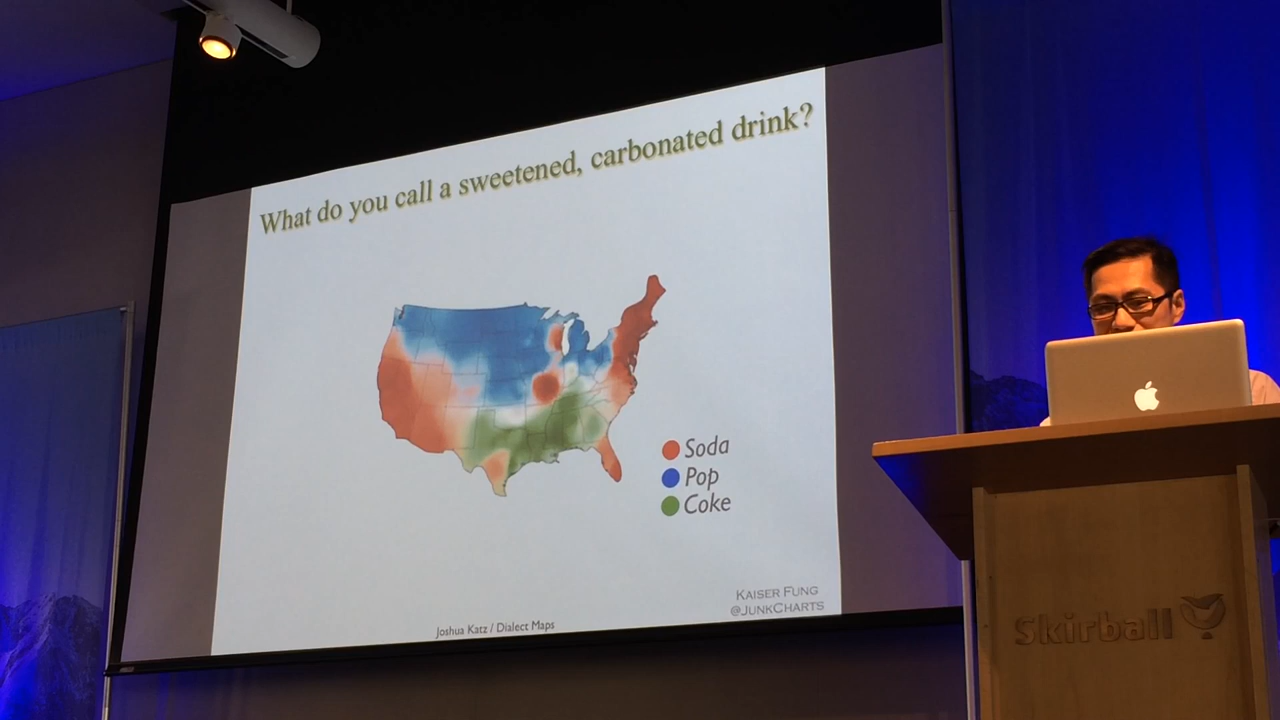 What do you call a sweetened, carbonated drink?
Soda
Pop
Coke
KAISER FUNG
@JUNKCHARTS
Joshua Katz / Dialect Maps
Skirball